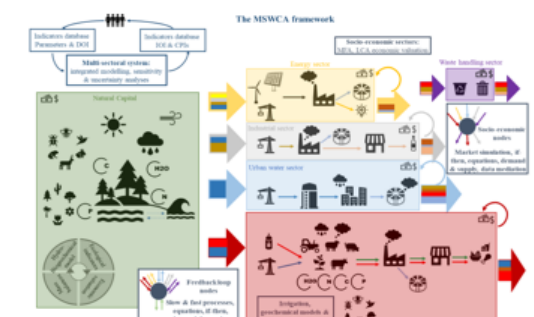 The MSWCA framework
Indicators database
Parameters & DOI
Indicators database
IOI & CPIs
Multi-sectoral system:
integrated modelling, sensitivity
& uncertainty analyses
Socio-economic sectors:
MFA, LCA economic valuation
Natural Capital
Energy sector
Waste handling sector
Industrial sector
Urban water sector
Socio-economic
nodes
Market-simulation, if-
then, equations, demand
& supply, data mediation
C
H2O
N
P
Feedback loop
nodes
Slow & fast processes,
equations, if then,
H2O N C P
Irrigation,
geochemical models &